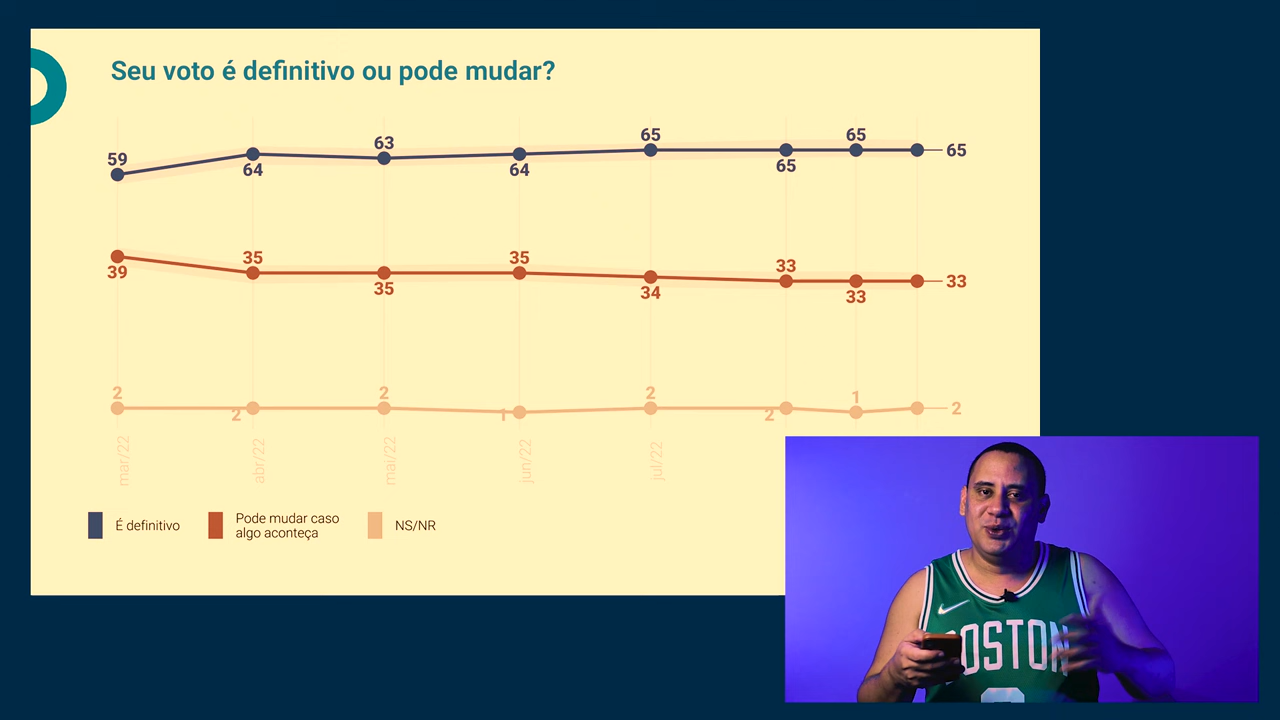 Seu voto é definitivo ou pode mudar?
59
64
63
64
65
65
65
65
39
35
35
35
34
33
33
33
2
2
2
1
2
2
1
2
mar/22
abr/22
mai/22
jun/22
jul/22
É definitivo
Pode mudar caso
algo aconteça
NS/NR
BOSTON